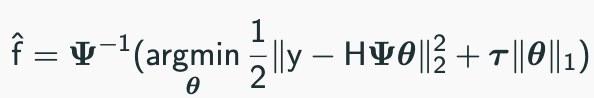 f̂ = Ψ⁻¹(argmin_θ 1/2 ‖y − HΨθ‖₂² + τ‖θ‖₁)